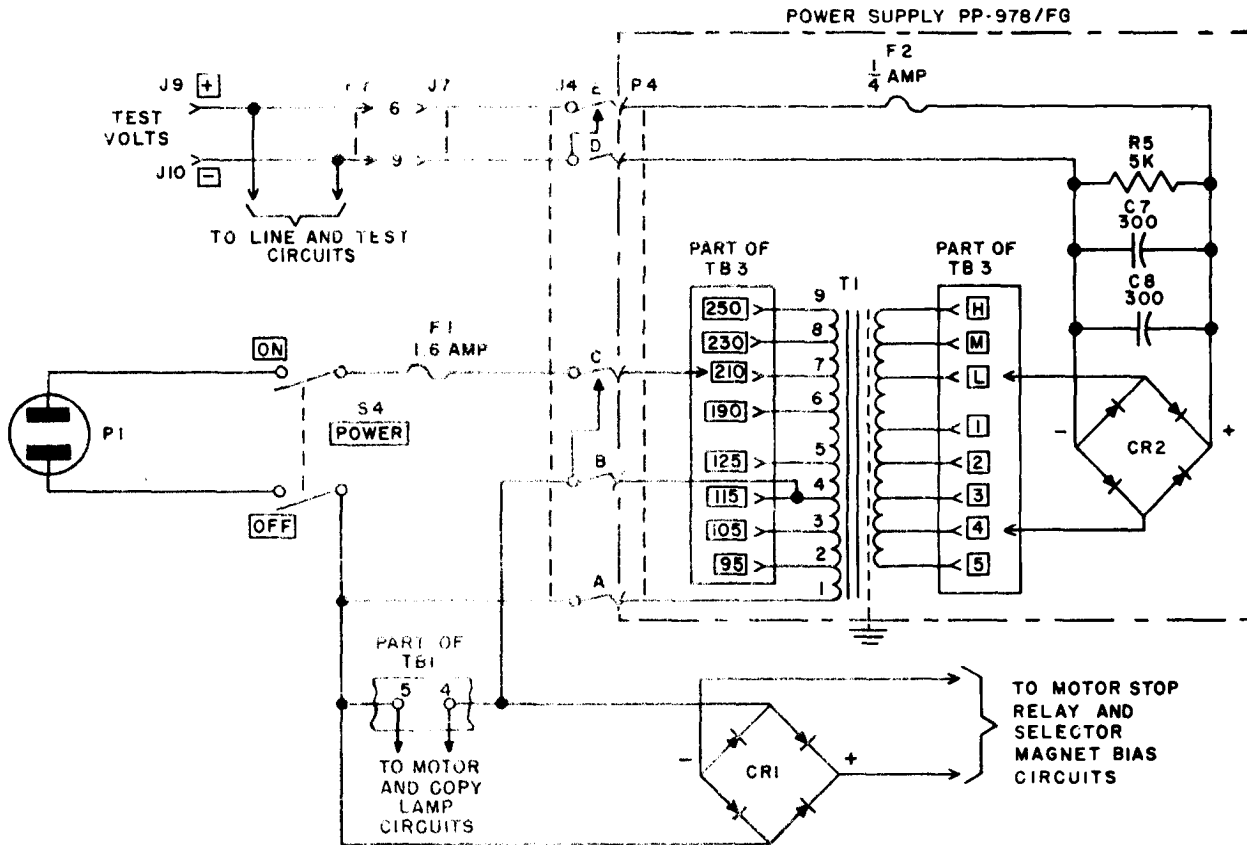 POWER SUPPLY PP-978/FG
F2
1/4 AMP
J9 +
TEST
VOLTS
J10 -
6
J7
9
J4
E
P4
D
TO LINE AND TEST
CIRCUITS
R5
5K
C7
300
C8
300
PART OF
TB3
250
230
210
190
125
115
105
95
T1
9
8
7
6
5
4
3
2
1
PART OF
TB3
H
M
L
1
2
3
4
5
- CR2 +
P1
ON
S4
POWER
OFF
F1
1.6 AMP
C
B
A
PART OF
TB1
5 4
TO MOTOR
AND COPY
LAMP
CIRCUITS
- CR1 +
TO MOTOR STOP
RELAY AND
SELECTOR
MAGNET BIAS
CIRCUITS